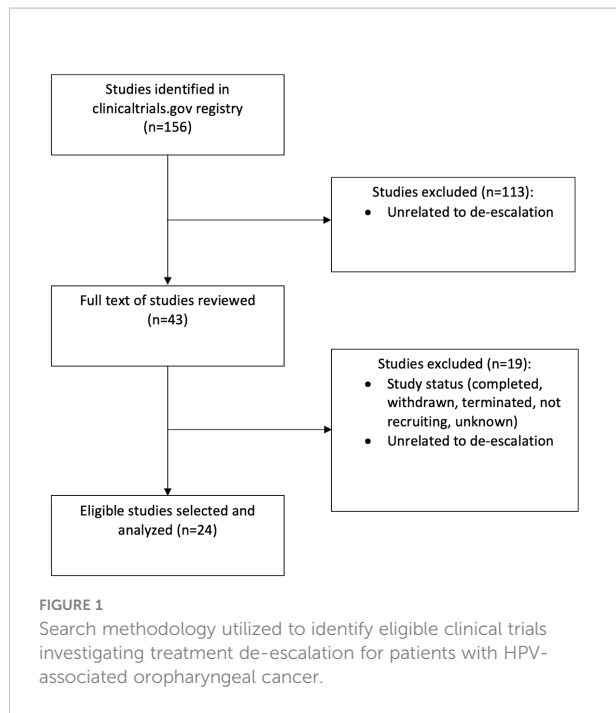 Studies identified in
clinicaltrials.gov registry
(n=156)
Studies excluded (n=113):
• Unrelated to de-escalation
Full text of studies reviewed
(n=43)
Studies excluded (n=19):
• Study status (completed,
withdrawn, terminated, not
recruiting, unknown)
• Unrelated to de-escalation
Eligible studies selected and
analyzed (n=24)
FIGURE 1
Search methodology utilized to identify eligible clinical trials
investigating treatment de-escalation for patients with HPV-
associated oropharyngeal cancer.